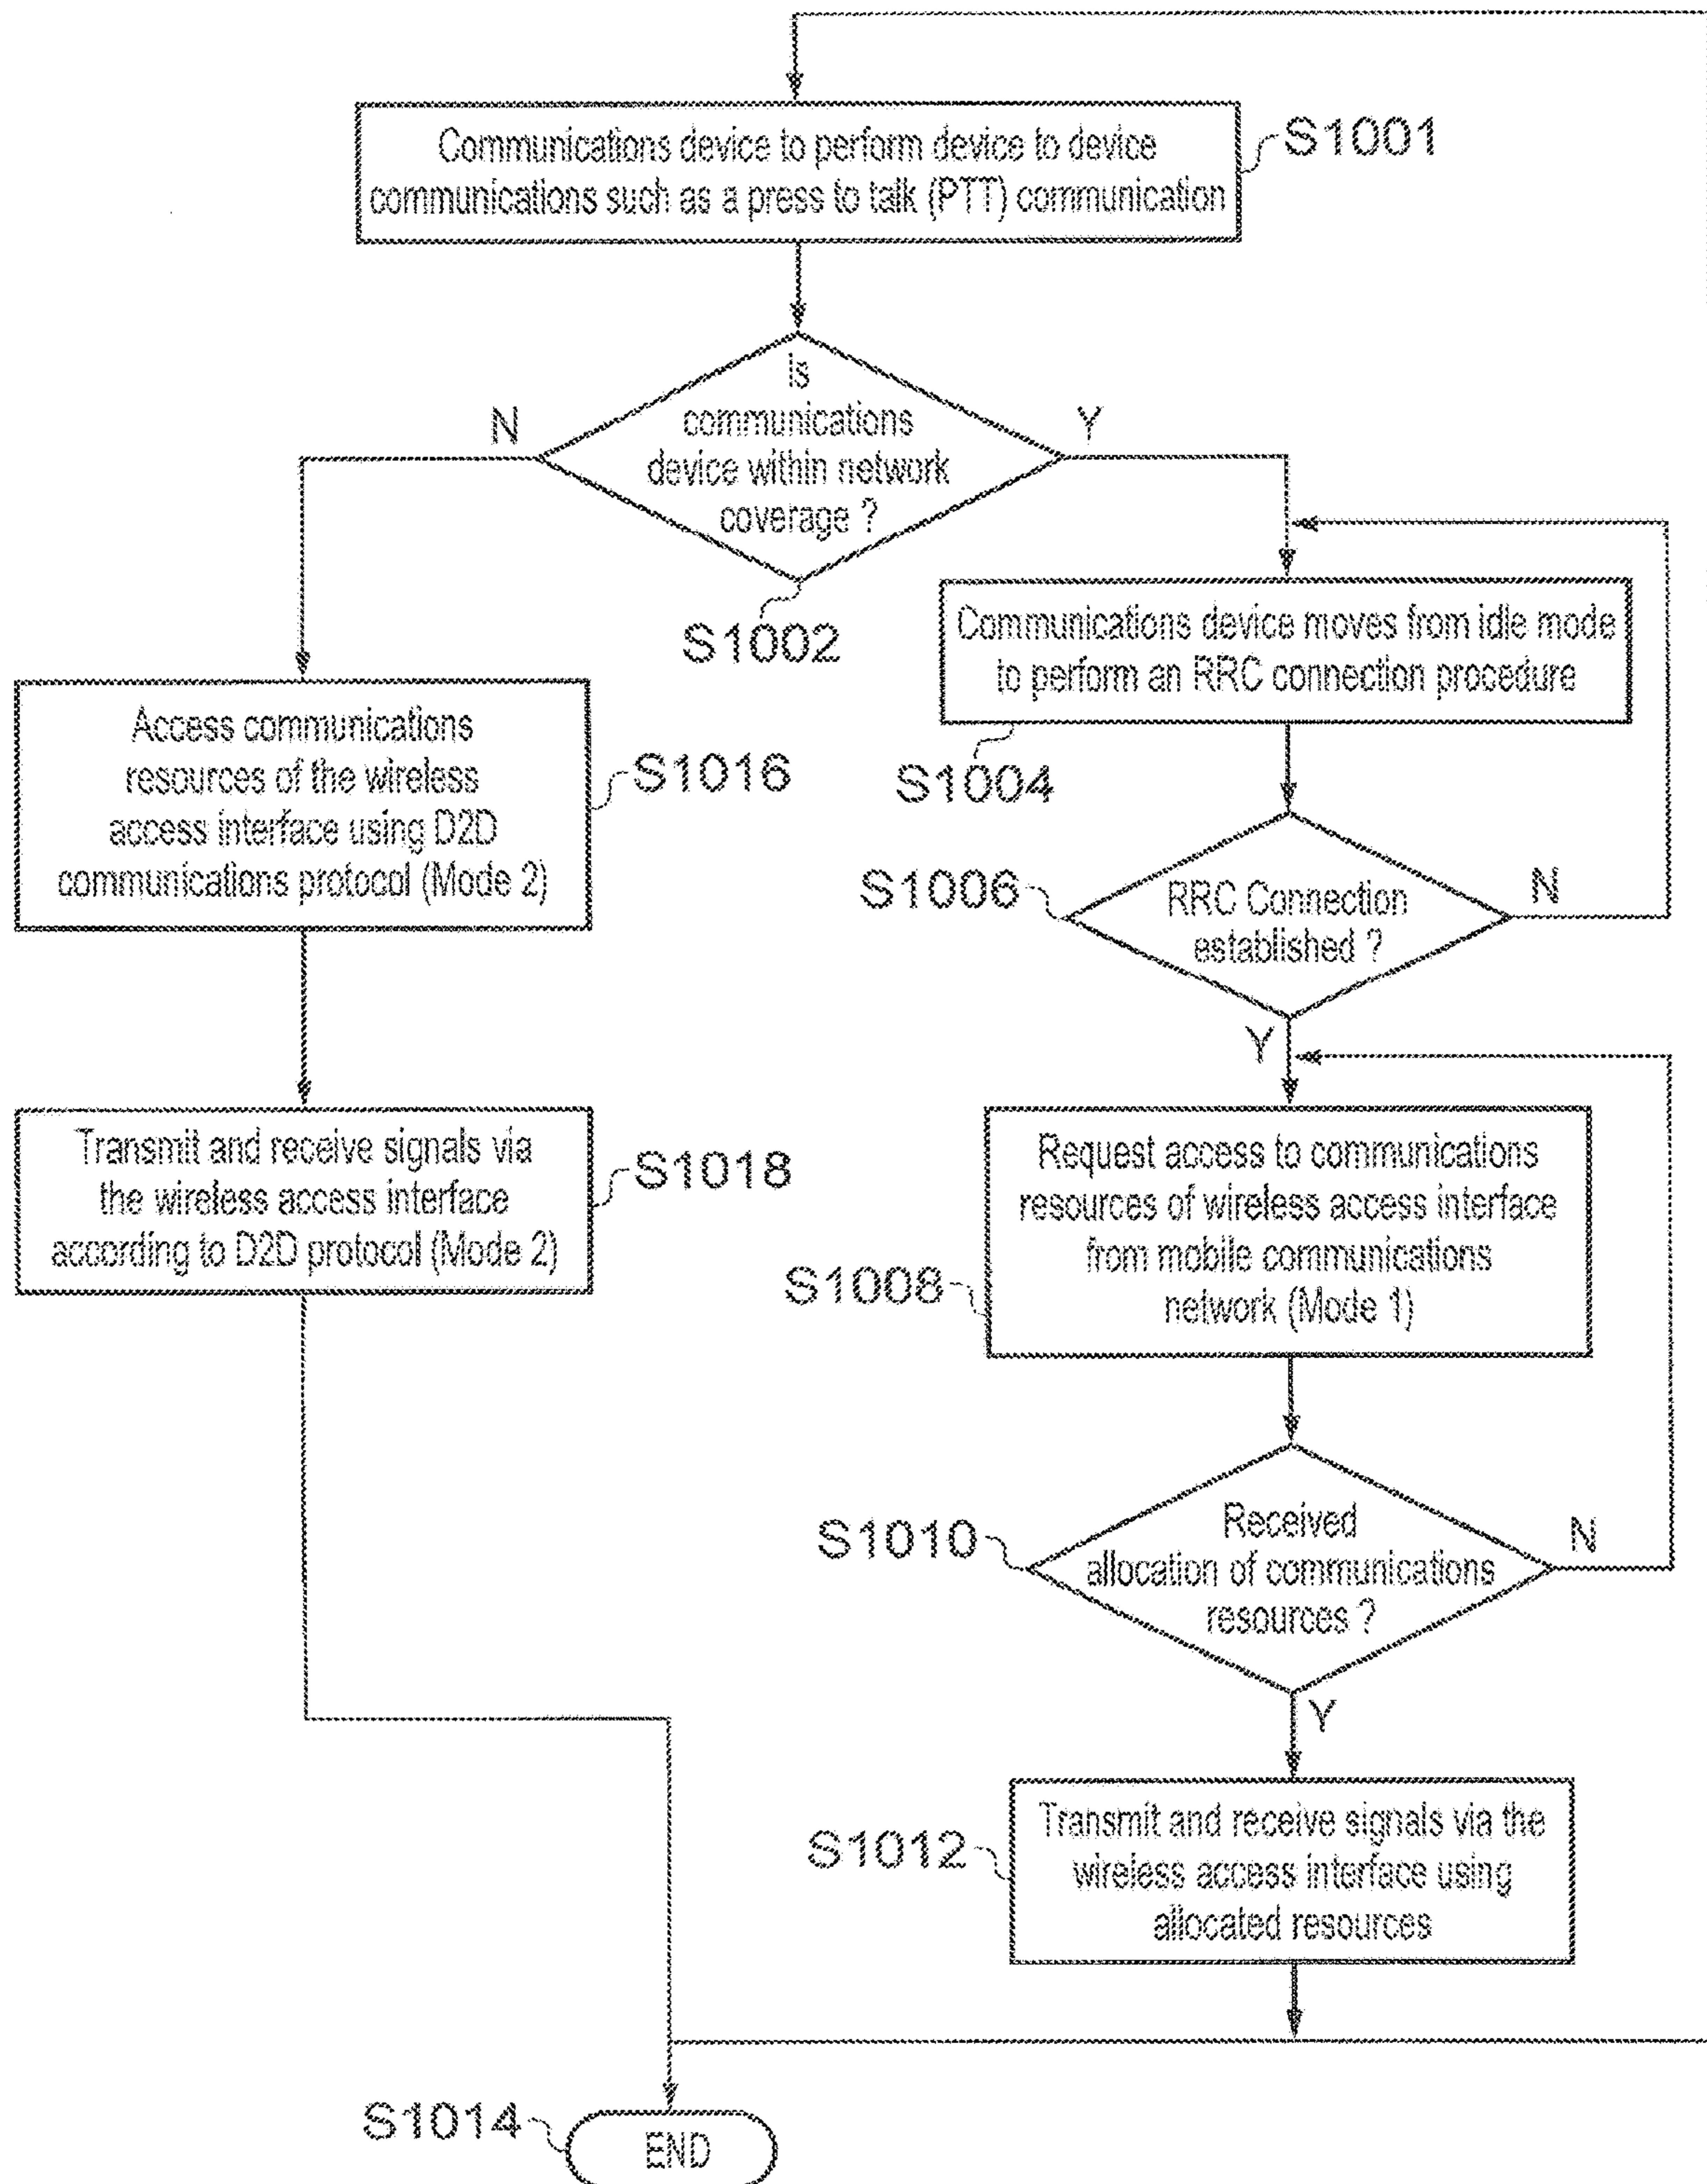 Communications device to perform device to device
communications such as a press to talk (PTT) communication
S1001
is
communications
device within network
coverage ?
N
Y
S1002
Communications device moves from idle mode
to perform an RRC connection procedure
S1004
Access communications
resources of the wireless
access interface using D2D
communications protocol (Mode 2)
S1016
S1006
RRC Connection
established ?
N
Y
Transmit and receive signals via
the wireless access interface
according to D2D protocol (Mode 2)
S1018
Request access to communications
resources of wireless access interface
from mobile communications
network (Mode 1)
S1008
S1010
Received
allocation of communications
resources ?
N
Y
Transmit and receive signals via the
wireless access interface using
allocated resources
S1012
S1014
END